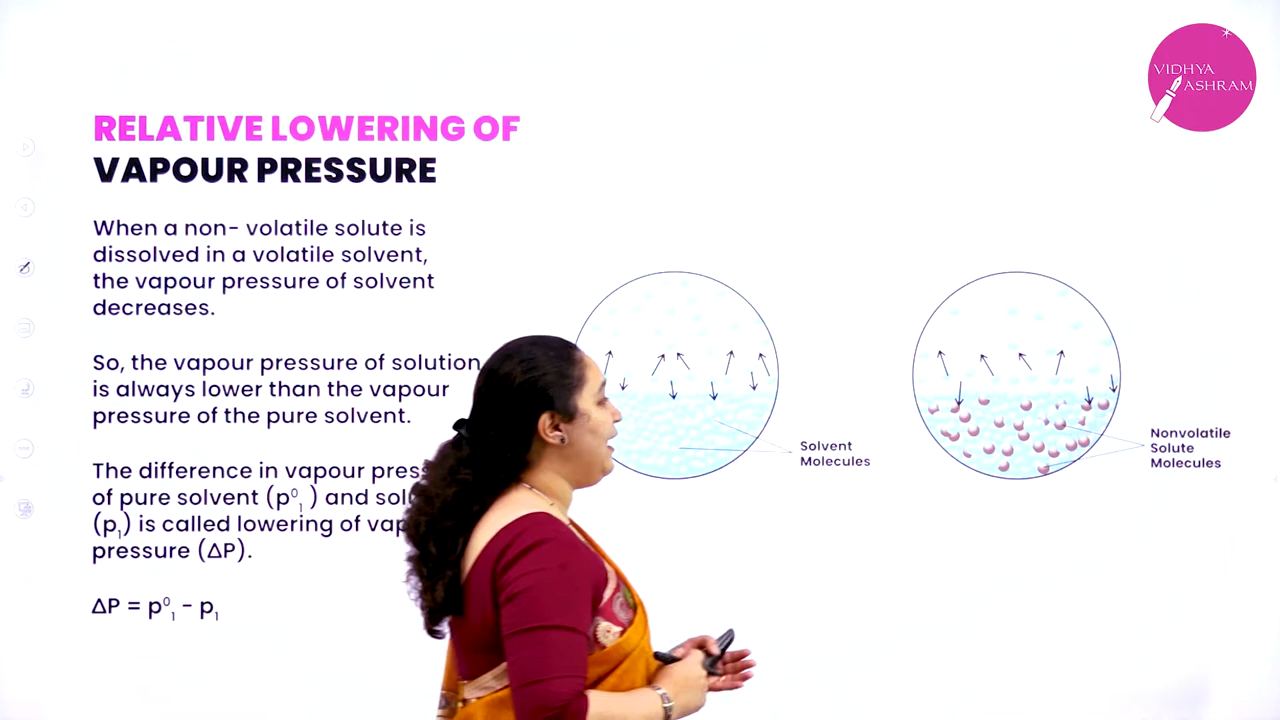 VIDHYA
ASHRAM
RELATIVE LOWERING OF
VAPOUR PRESSURE
When a non- volatile solute is
dissolved in a volatile solvent,
the vapour pressure of solvent
decreases.
So, the vapour pressure of solution
is always lower than the vapour
pressure of the pure solvent.
The difference in vapour
of pure solvent (p⁰₁ ) and
(p₁) is called lowering of
pressure (ΔP).
ΔP = p⁰₁ - p₁
Solvent
Molecules
Nonvolatile
Solute
Molecules